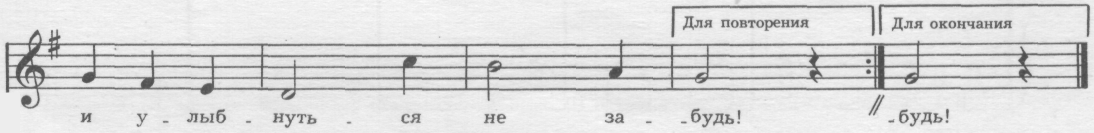 Для повторения Для окончания
и у - лыб - нуть - ся не за - - будь! - будь!